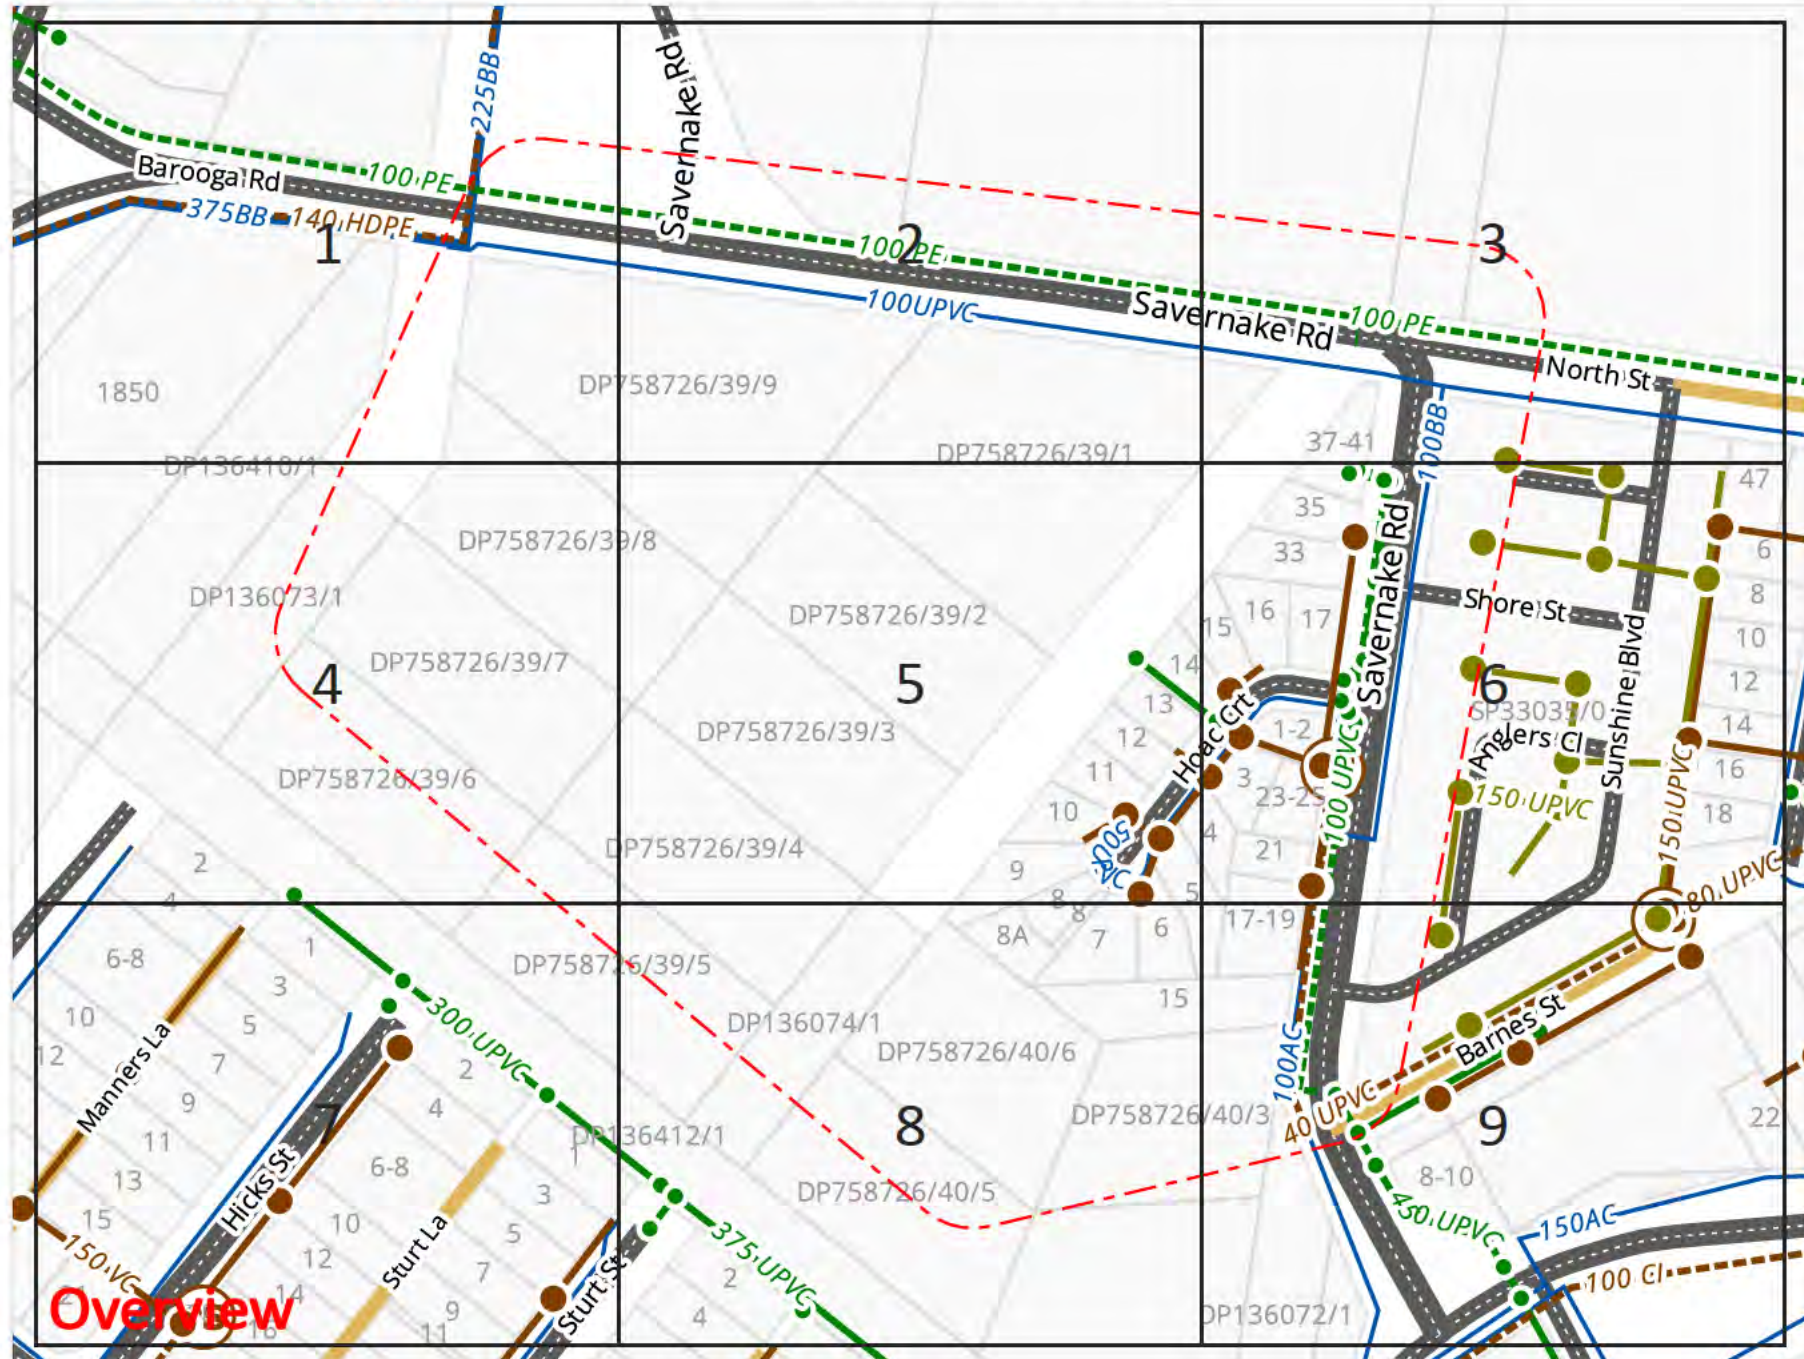 225BB
Savernake Rd
Barooga Rd
100 PE
375BB
140 HDPE
1
100 PE
2
3
100UPVC
Savernake Rd
100 PE
North St
1850
DP758726/39/9
DP758726/39/1
37-41
100BB
DP136410/1
47
35
33
6
DP758726/39/8
DP136073/1
DP758726/39/2
Savernake Rd
Shore St
8
15
16
17
10
DP758726/39/7
4
5
14
6
12
13
SP33035/0
Sunshine Blvd
DP758726/39/3
12
Hoac Crt
1-2
Anglers Cl
14
DP758726/39/6
11
3
23-25
100 UPVC
150 UPVC
150 UPVC
16
10
50UPVC
18
2
DP758726/39/4
4
21
9
8
5
80 UPVC
4
8
17-19
1
6-8
8A
7
6
DP758726/39/5
3
15
10
5
300 UPVC
DP136074/1
Barnes St
12
Manners La
7
2
DP758726/40/6
100AC
9
4
40 UPVC
7
DP136412/1
8
DP758726/40/3
9
22
11
1
13
6-8
8-10
3
DP758726/40/5
15
Hicks St
10
5
450 UPVC
150AC
150 VC
12
Sturt La
7
375 UPVC
2
100 CI
14
9
Sturt St
4
DP136072/1
Overview
16
11